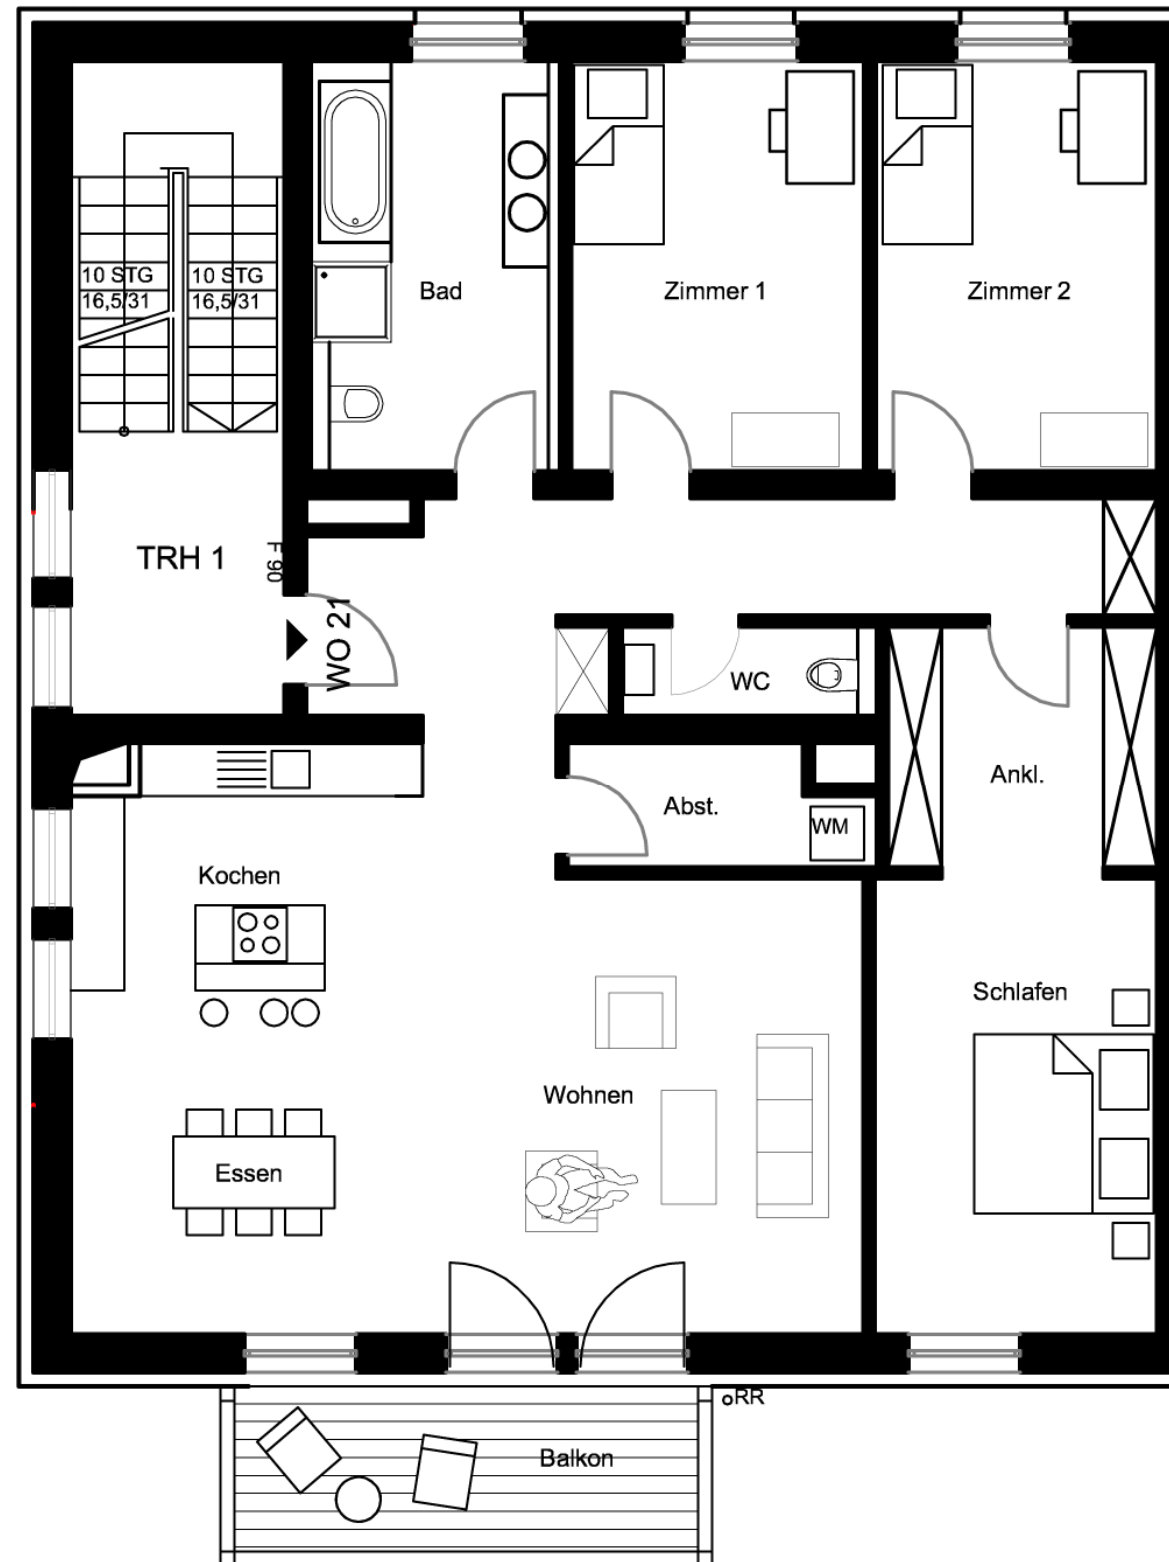 10 STG
16,5/31
10 STG
16,5/31
Bad
Zimmer 1
Zimmer 2
TRH 1
F 90
WO 21
WC
Ankl.
Abst.
WM
Kochen
Schlafen
Wohnen
Essen
RR
Balkon